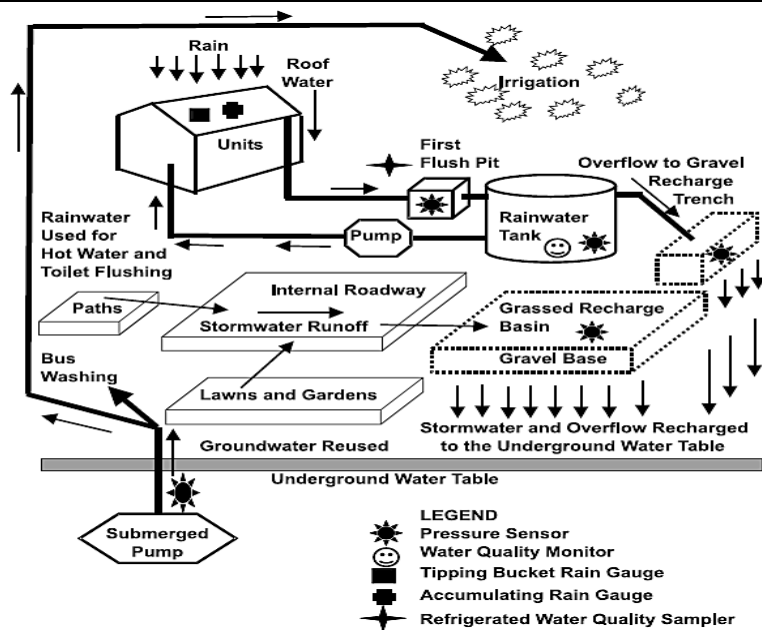 Rain
Roof
Water
Irrigation
Units
First
Flush Pit
Overflow to Gravel
Recharge
Trench
Rainwater
Tank
Pump
Rainwater
Used for
Hot Water and
Toilet Flushing
Internal Roadway
Paths
Stormwater Runoff
Grassed Recharge
Basin
Gravel Base
Bus
Washing
Lawns and Gardens
Stormwater and Overflow Recharged
to the Underground Water Table
Groundwater Reused
Underground Water Table
Submerged
Pump
LEGEND
Pressure Sensor
Water Quality Monitor
Tipping Bucket Rain Gauge
Accumulating Rain Gauge
Refrigerated Water Quality Sampler